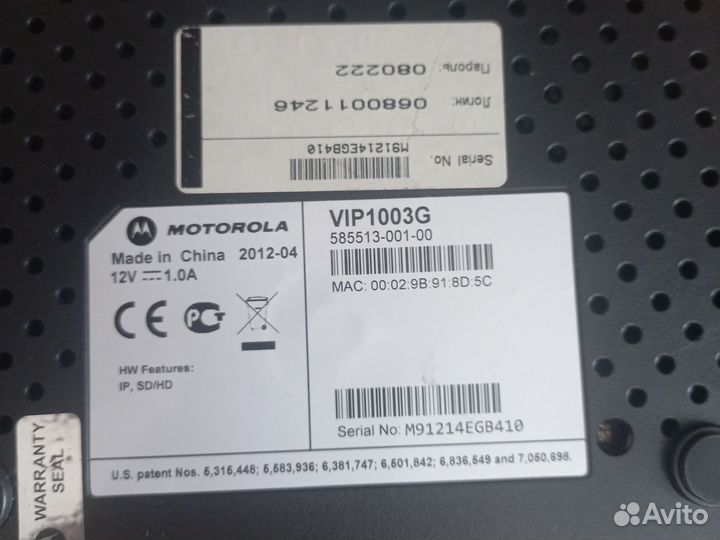 Serial No. M91214EGB410
Логин: 0680011246
Пароль: 080222
MOTOROLA
Made in China 2012-04
12V 1.0A
CE PCT
HW Features:
IP, SD/HD
VIP1003G
585513-001-00
MAC: 00:02:9B:91:8D:5C
Serial No: M91214EGB410
U.S. patent Nos. 5,315,448; 5,583,936; 6,381,747; 6,501,842; 6,836,549 and 7,050,698.
WARRANTY
SEAL
Avito